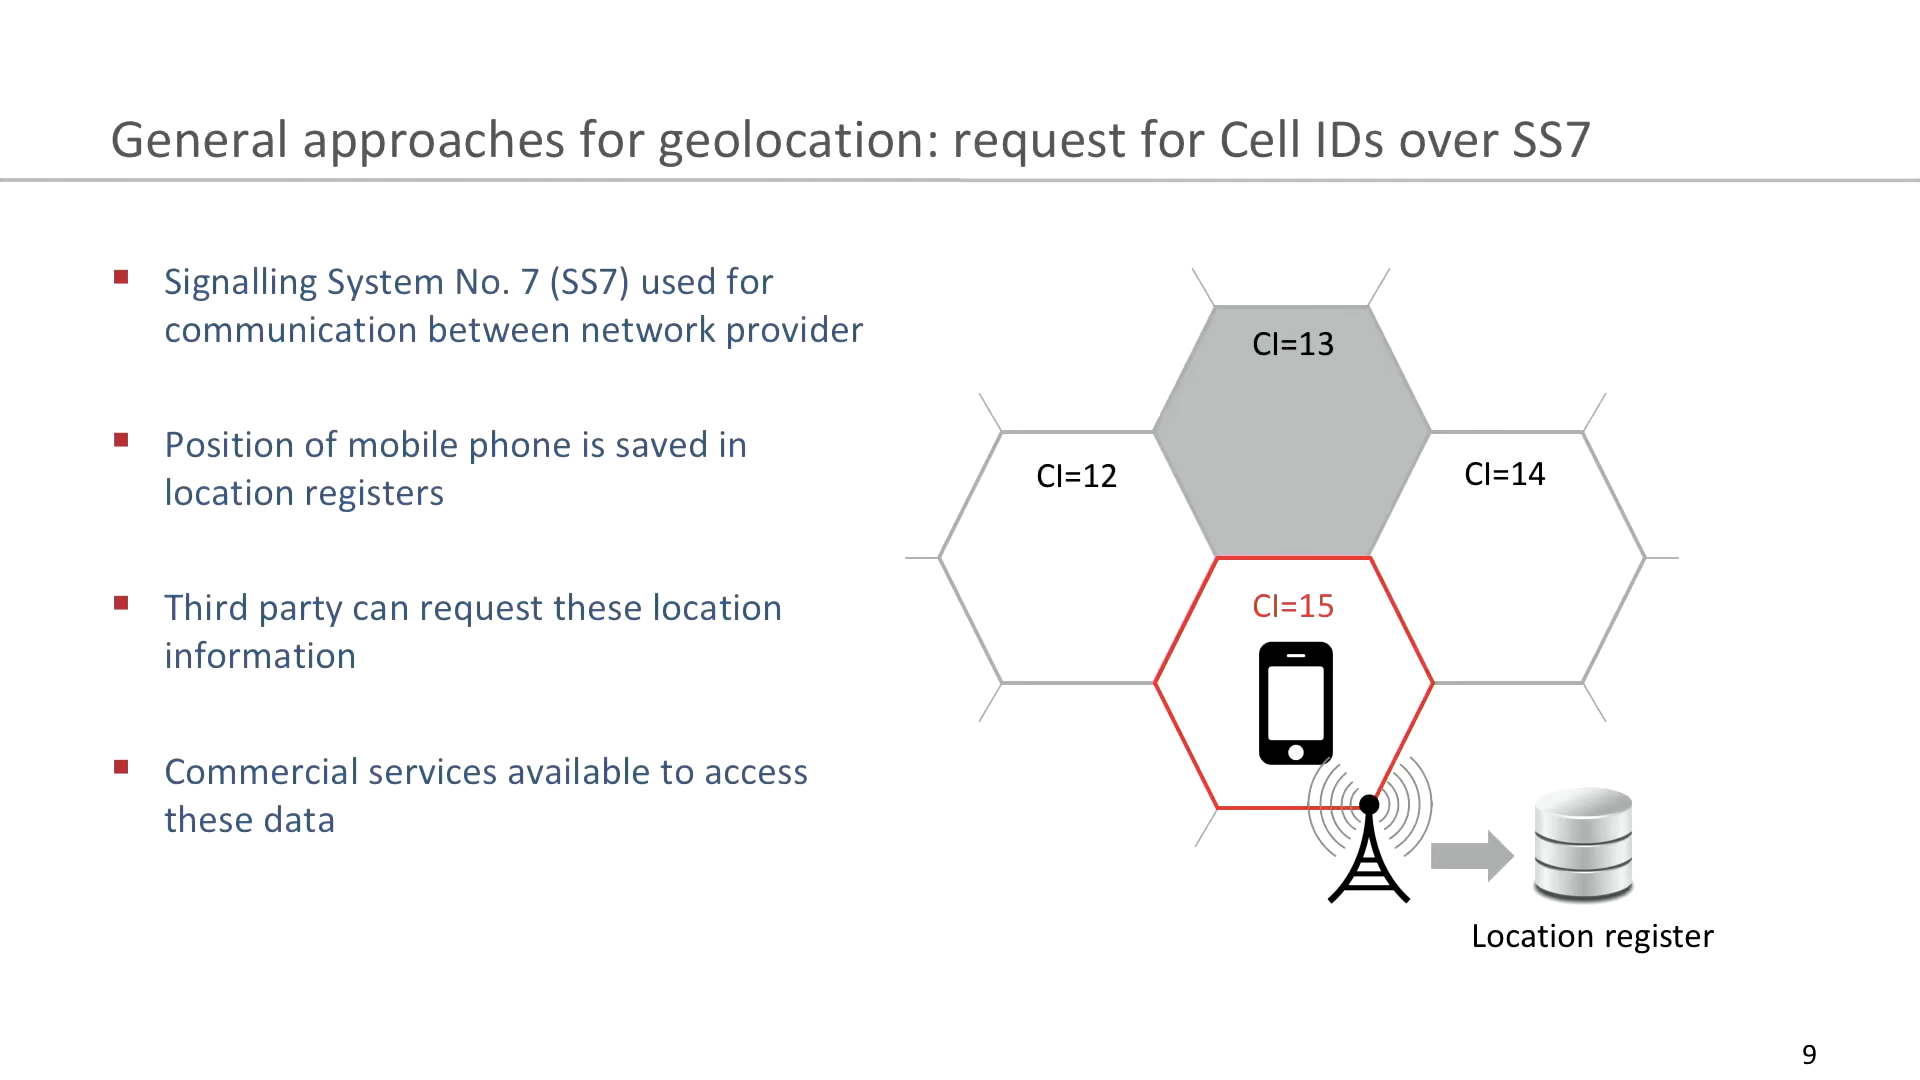 General approaches for geolocation: request for Cell IDs over SS7
Signalling System No. 7 (SS7) used for
communication between network provider
Position of mobile phone is saved in
location registers
Third party can request these location
information
Commercial services available to access
these data
CI=13
CI=12
CI=14
CI=15
Location register
9